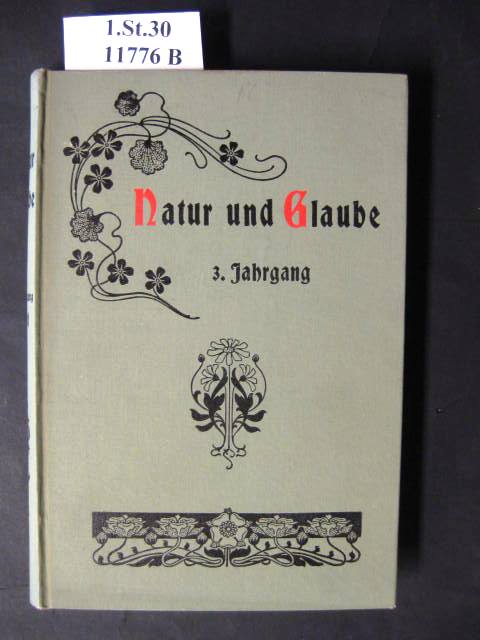 1.St.30
11776 B
Natur und Glaube
3. Jahrgang